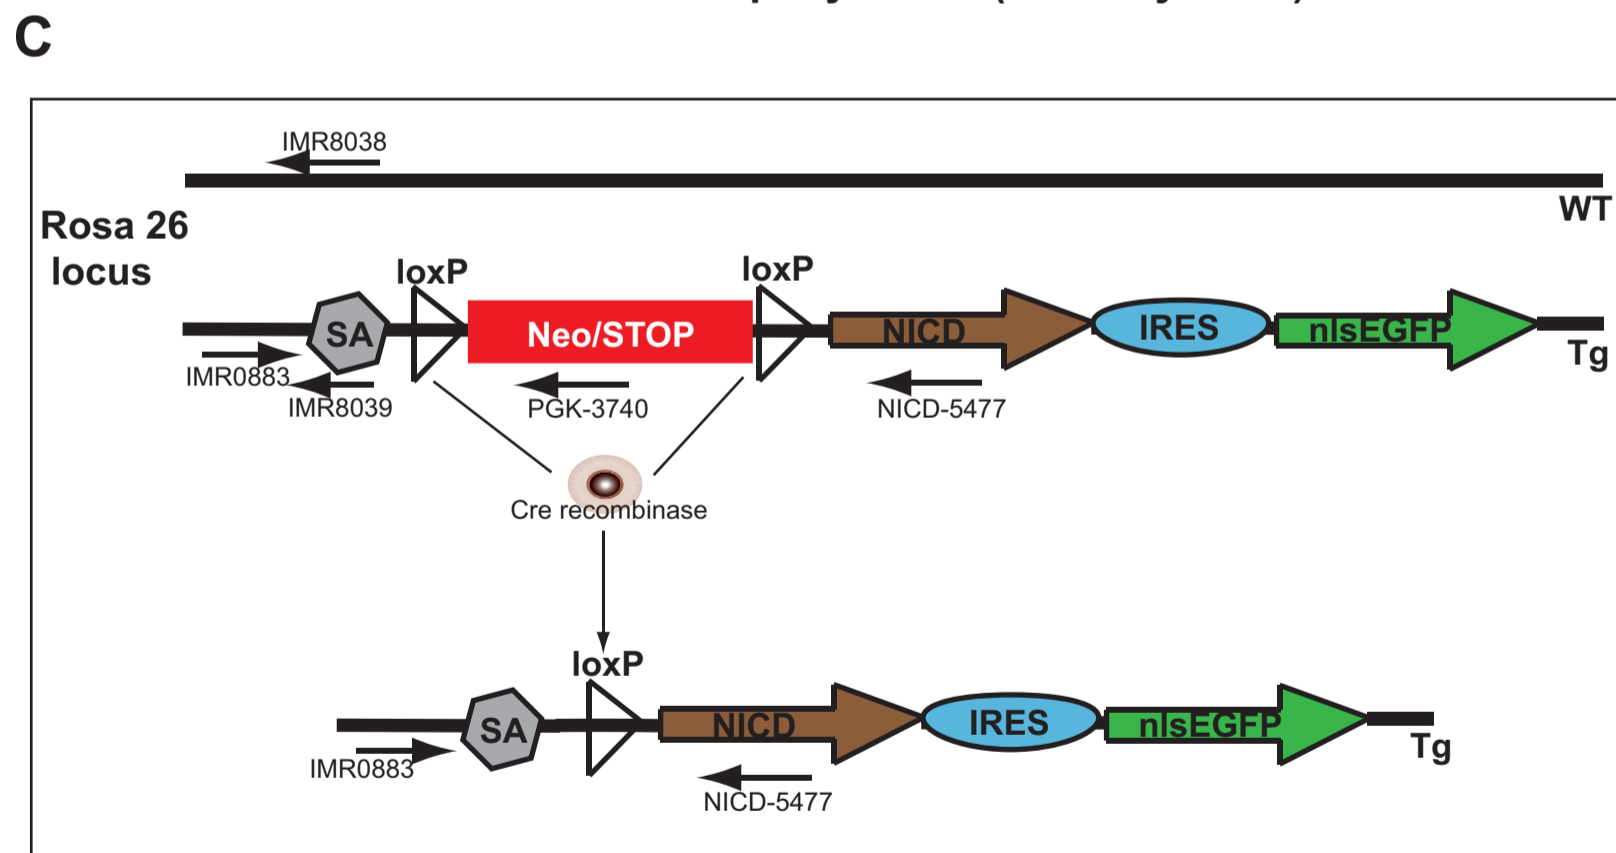 C
IMR8038
WT
Rosa 26
locus
loxP
loxP
SA
Neo/STOP
NICD
IRES
nlsEGFP
Tg
IMR0883
IMR8039
PGK-3740
NICD-5477
Cre recombinase
loxP
SA
NICD
IRES
nlsEGFP
Tg
IMR0883
NICD-5477